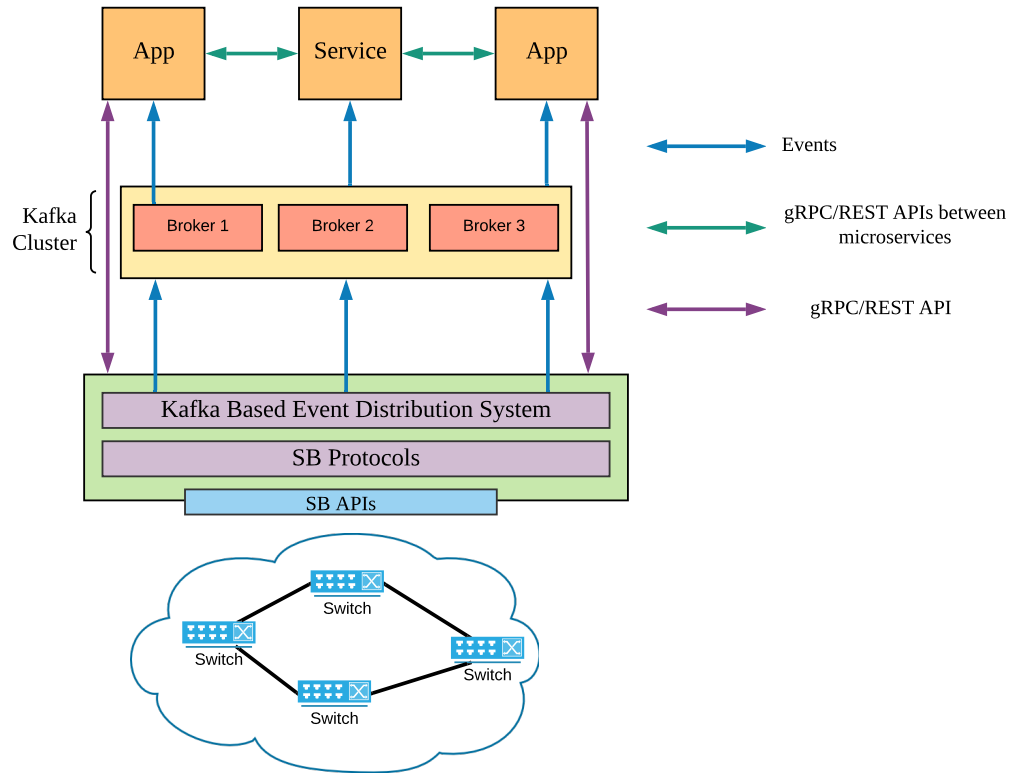 App
Service
App
Events
Kafka
Cluster
Broker 1
Broker 2
Broker 3
gRPC/REST APIs between
microservices
gRPC/REST API
Kafka Based Event Distribution System
SB Protocols
SB APIs
Switch
Switch
Switch
Switch